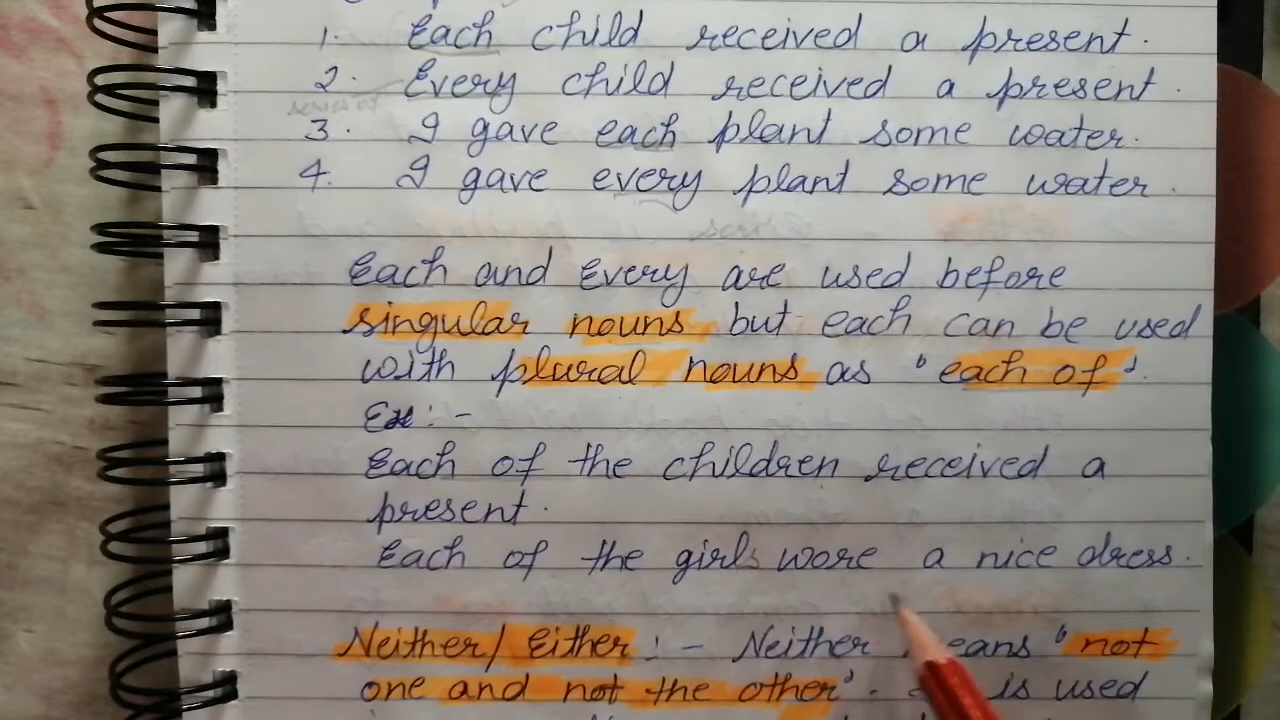 1. Each child received a present.
2. Every child received a present.
3. I gave each plant some water.
4. I gave every plant some water.
Each and Every are used before
singular nouns but each can be used
with plural nouns as 'each of'.
Ex:-
Each of the children received a
present.
Each of the girls wore a nice dress.
Neither/Either:- Neither eans 'not
one and not the other'. is used